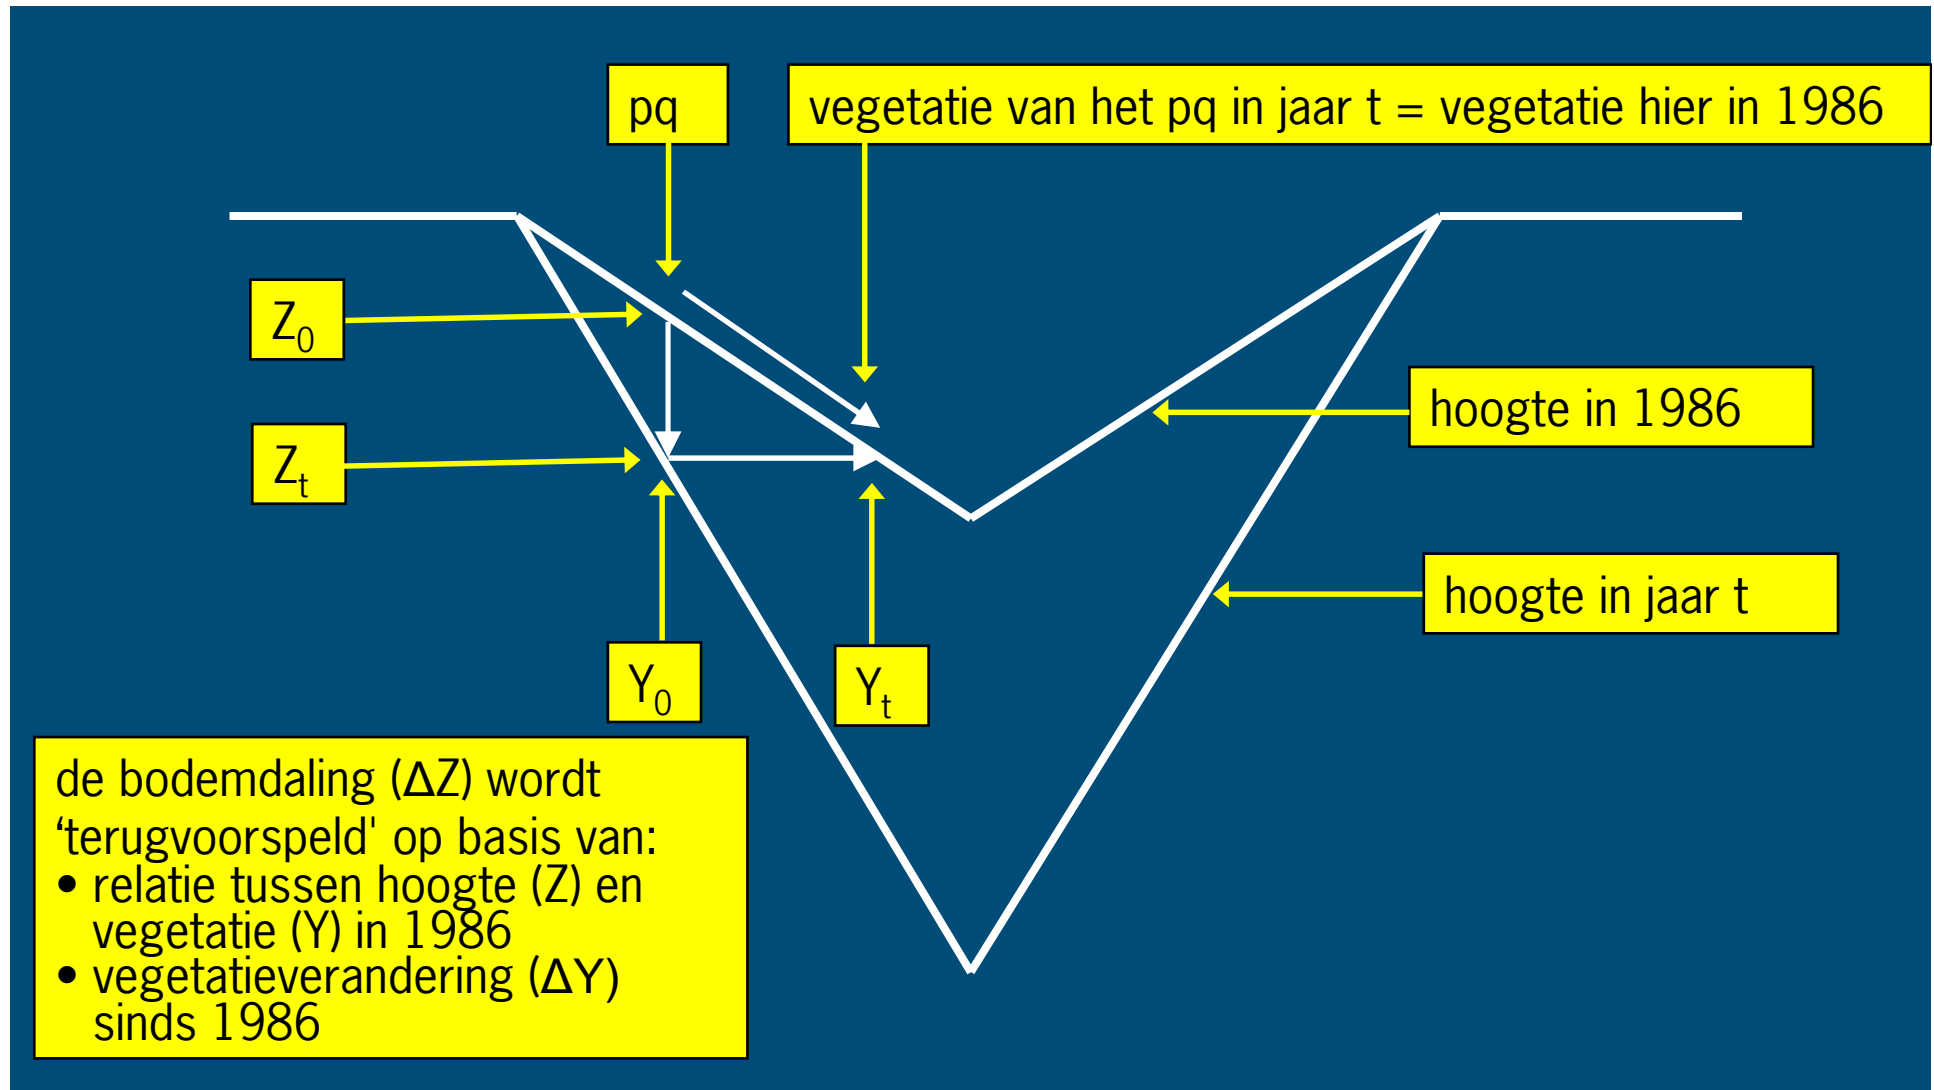 pq
vegetatie van het pq in jaar t = vegetatie hier in 1986
Z0
hoogte in 1986
Zt
hoogte in jaar t
Y0
Yt
de bodemdaling (ΔZ) wordt
‘terugvoorspeld' op basis van:
• relatie tussen hoogte (Z) en
vegetatie (Y) in 1986
• vegetatieverandering (ΔY)
sinds 1986